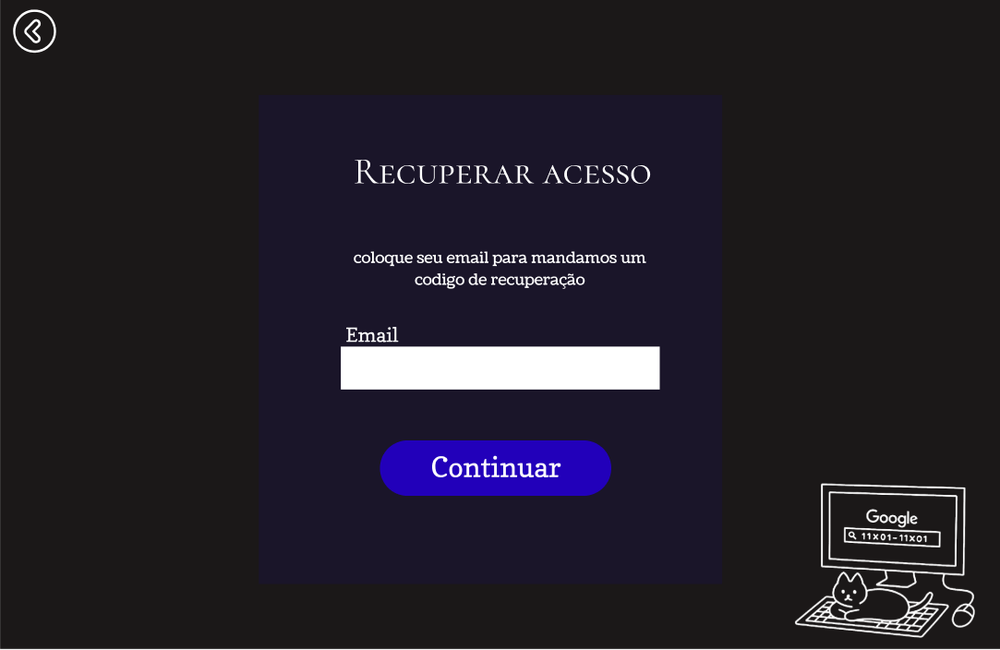 Recuperar acesso
coloque seu email para mandamos um
codigo de recuperação
Email
Continuar
Google
11x01-11x01